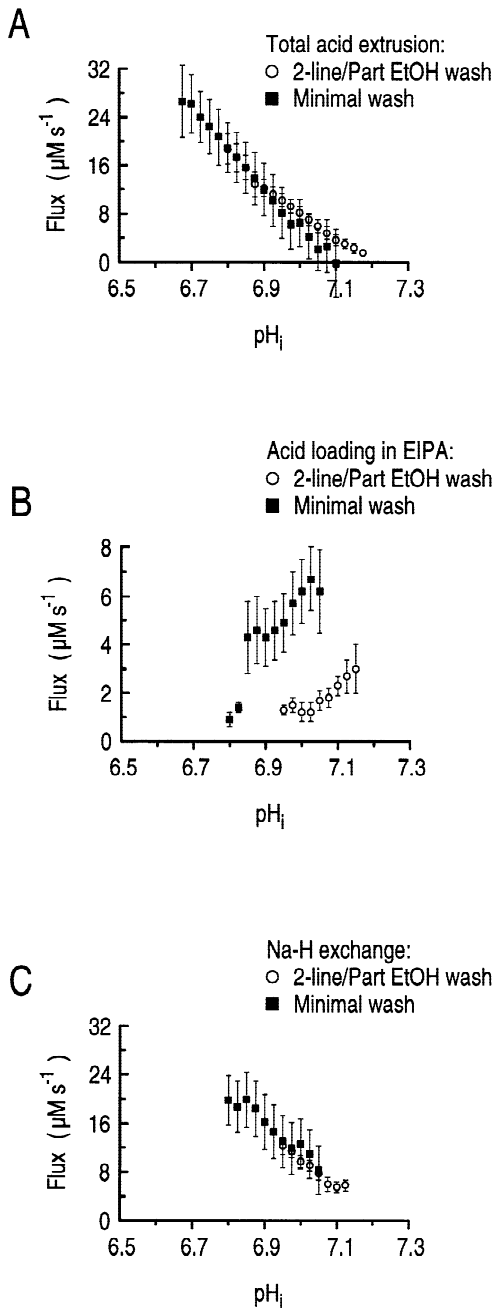 A
Total acid extrusion:
2-line/Part EtOH wash
Minimal wash
32
24
16
8
0
Flux ( µM s⁻¹)
6.5 6.7 6.9 7.1 7.3
pHᵢ
Acid loading in EIPA:
2-line/Part EtOH wash
Minimal wash
B
8
6
4
2
0
Flux ( µM s⁻¹)
6.5 6.7 6.9 7.1 7.3
pHᵢ
Na-H exchange:
2-line/Part EtOH wash
Minimal wash
C
32
24
16
8
0
Flux ( µM s⁻¹)
6.5 6.7 6.9 7.1 7.3
pHᵢ